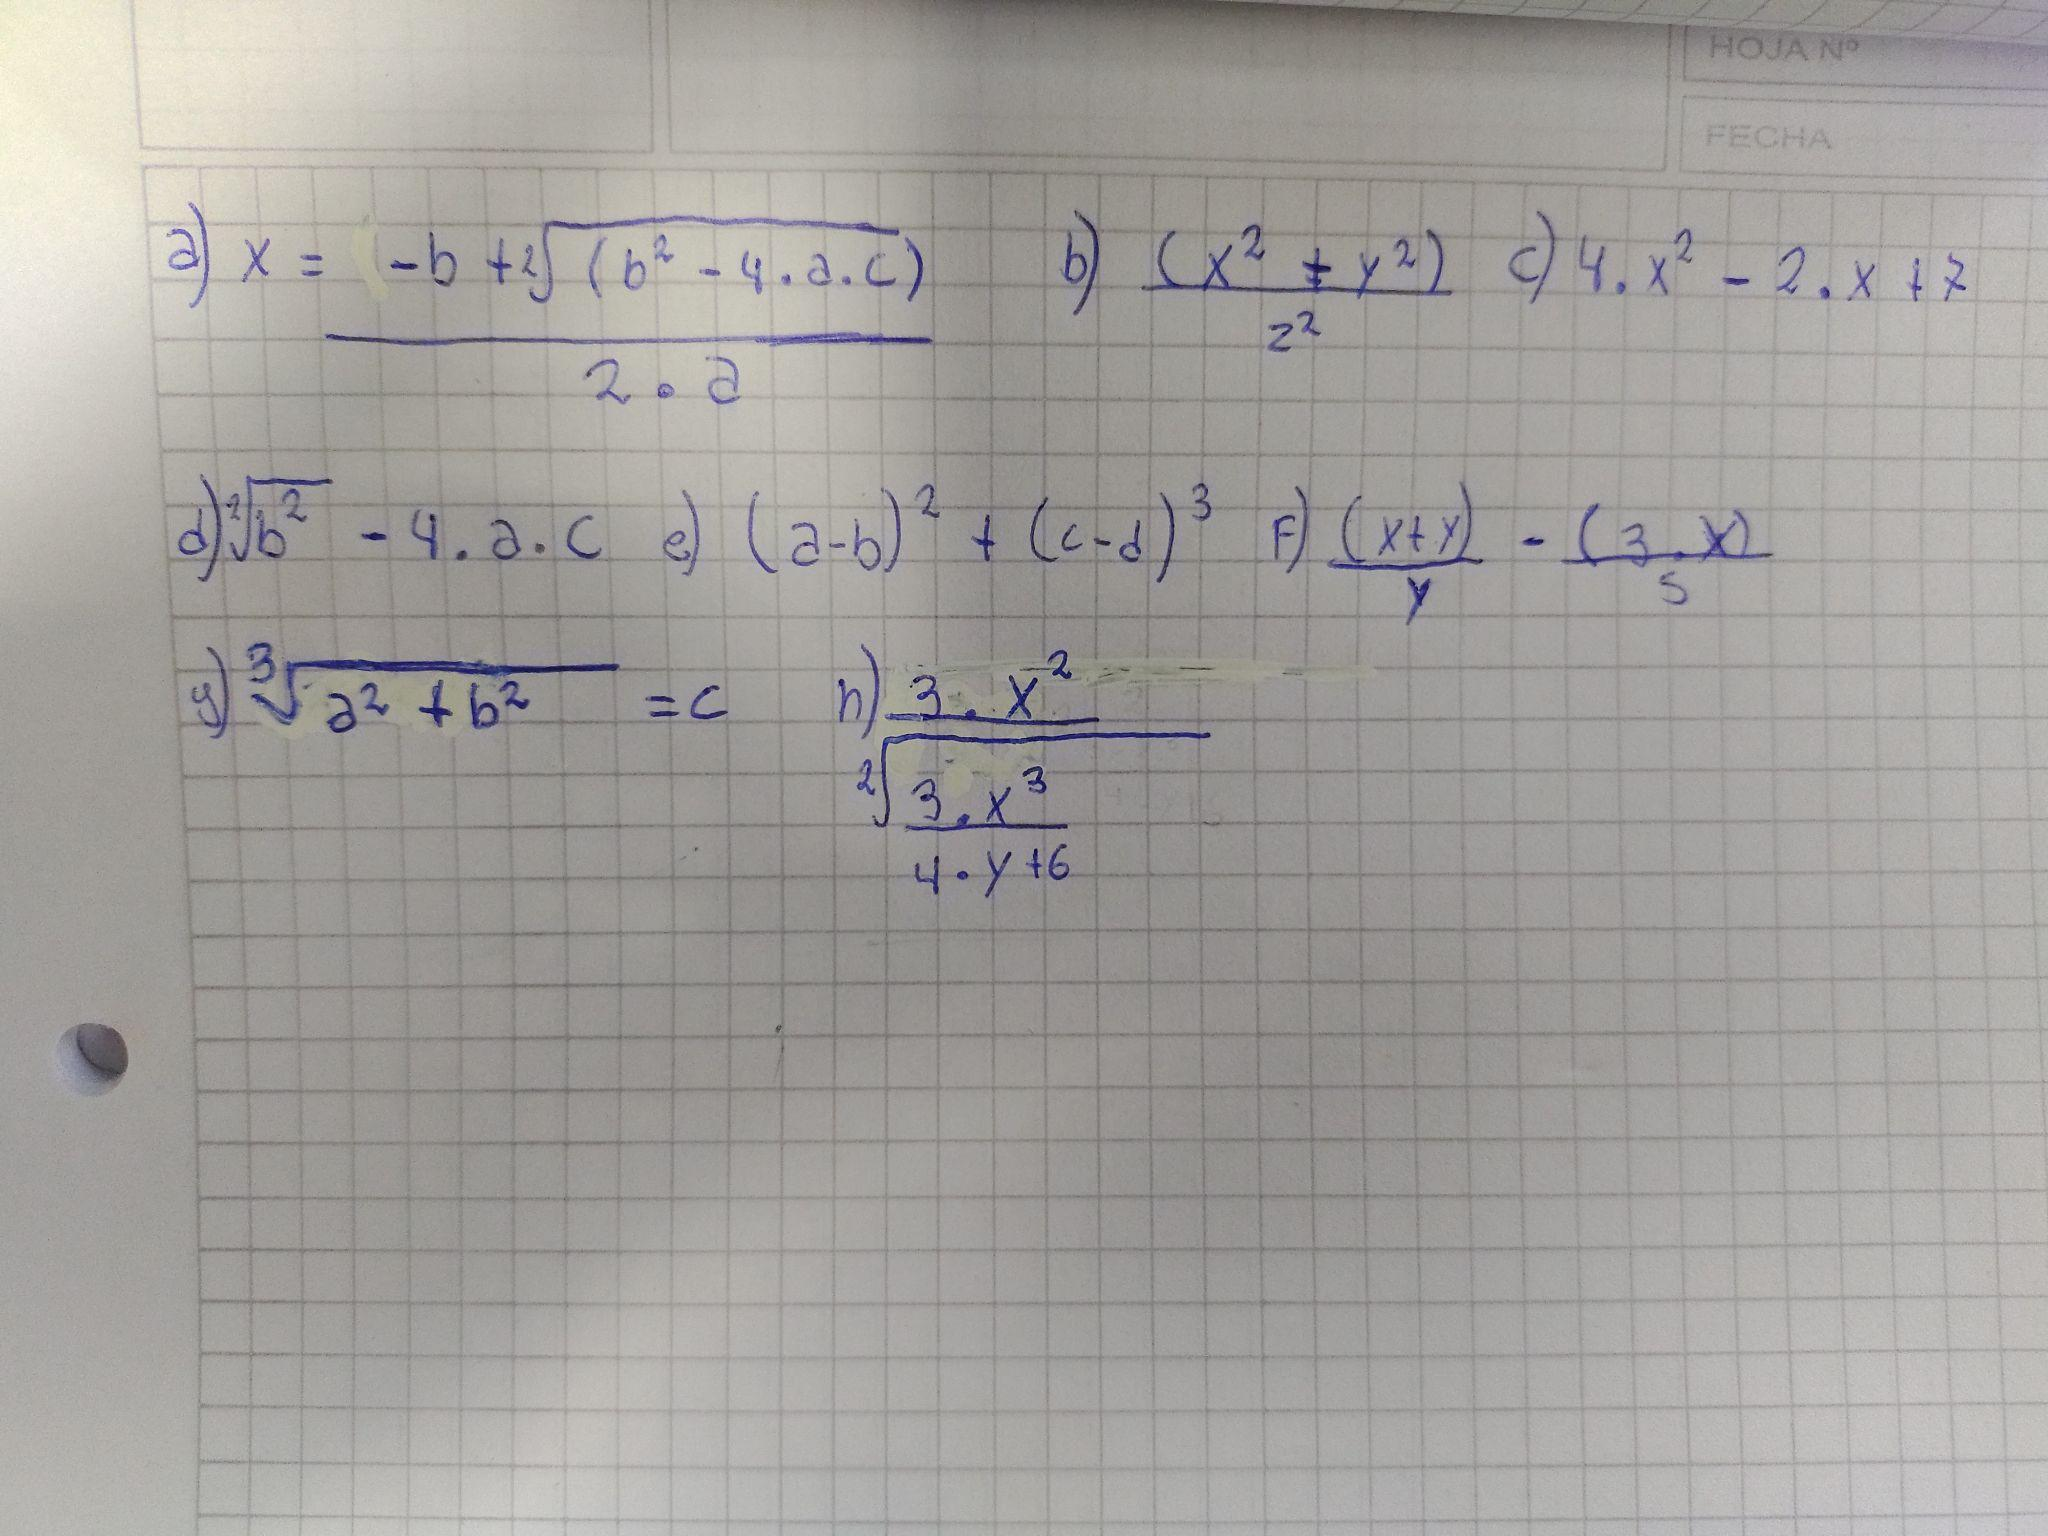 HOJA Nº
FECHA
a) x = (-b + ²√(b² - 4.a.c) / 2.a
b) (x² + y²) / z²
c) 4.x² - 2.x + 7
d) ²√b² - 4.a.c
e) (a-b)² + (c-d)³
F) (x+y) / y - (3.x) / 5
g) ³√a² + b² = c
h) 3.x² / ²√3.x³ / 4.y+6